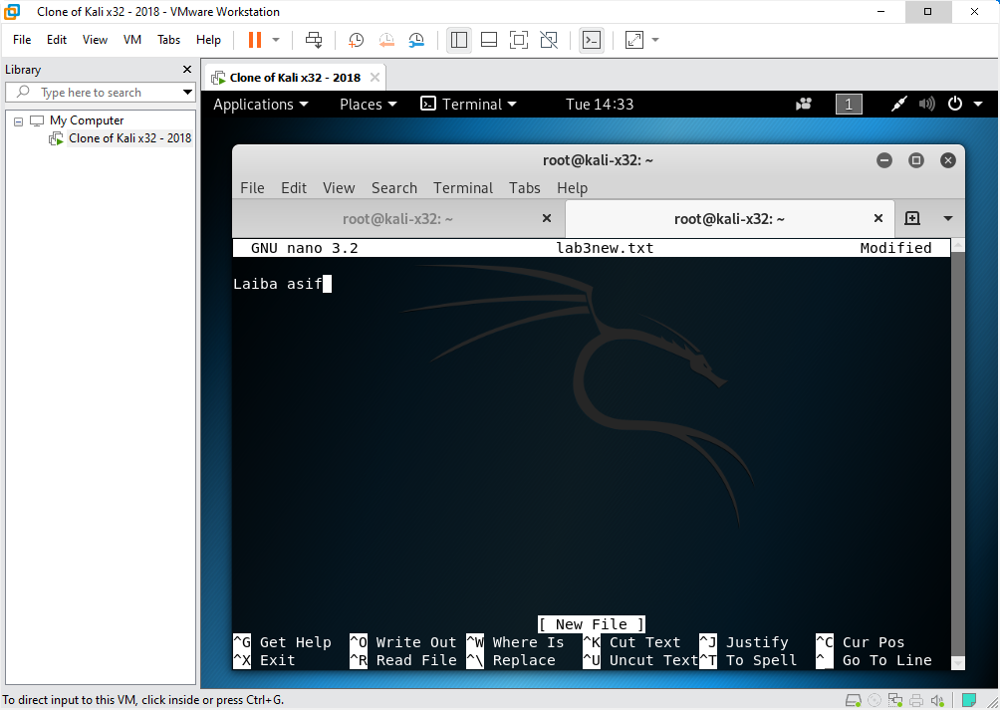 Clone of Kali x32 - 2018 - VMware Workstation
File Edit View VM Tabs Help
Library
Type here to search
My Computer
Clone of Kali x32 - 2018
Clone of Kali x32 - 2018
Applications Places Terminal Tue 14:33 1
root@kali-x32: ~
File Edit View Search Terminal Tabs Help
root@kali-x32: ~ root@kali-x32: ~
GNU nano 3.2 lab3new.txt Modified
Laiba asif
[ New File ]
^G Get Help ^O Write Out ^W Where Is ^K Cut Text ^J Justify ^C Cur Pos
^X Exit ^R Read File ^\ Replace ^U Uncut Text ^T To Spell ^_ Go To Line
To direct input to this VM, click inside or press Ctrl+G.